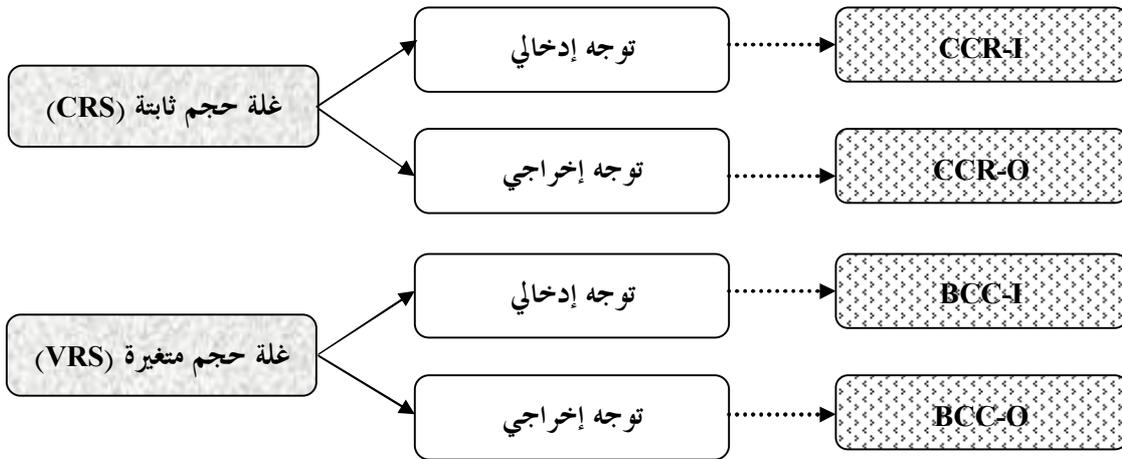 توجه إدخالي
CCR-I
غلة حجم ثابتة (CRS)
توجه إخراجي
CCR-O
توجه إدخالي
BCC-I
غلة حجم متغيرة (VRS)
توجه إخراجي
BCC-O